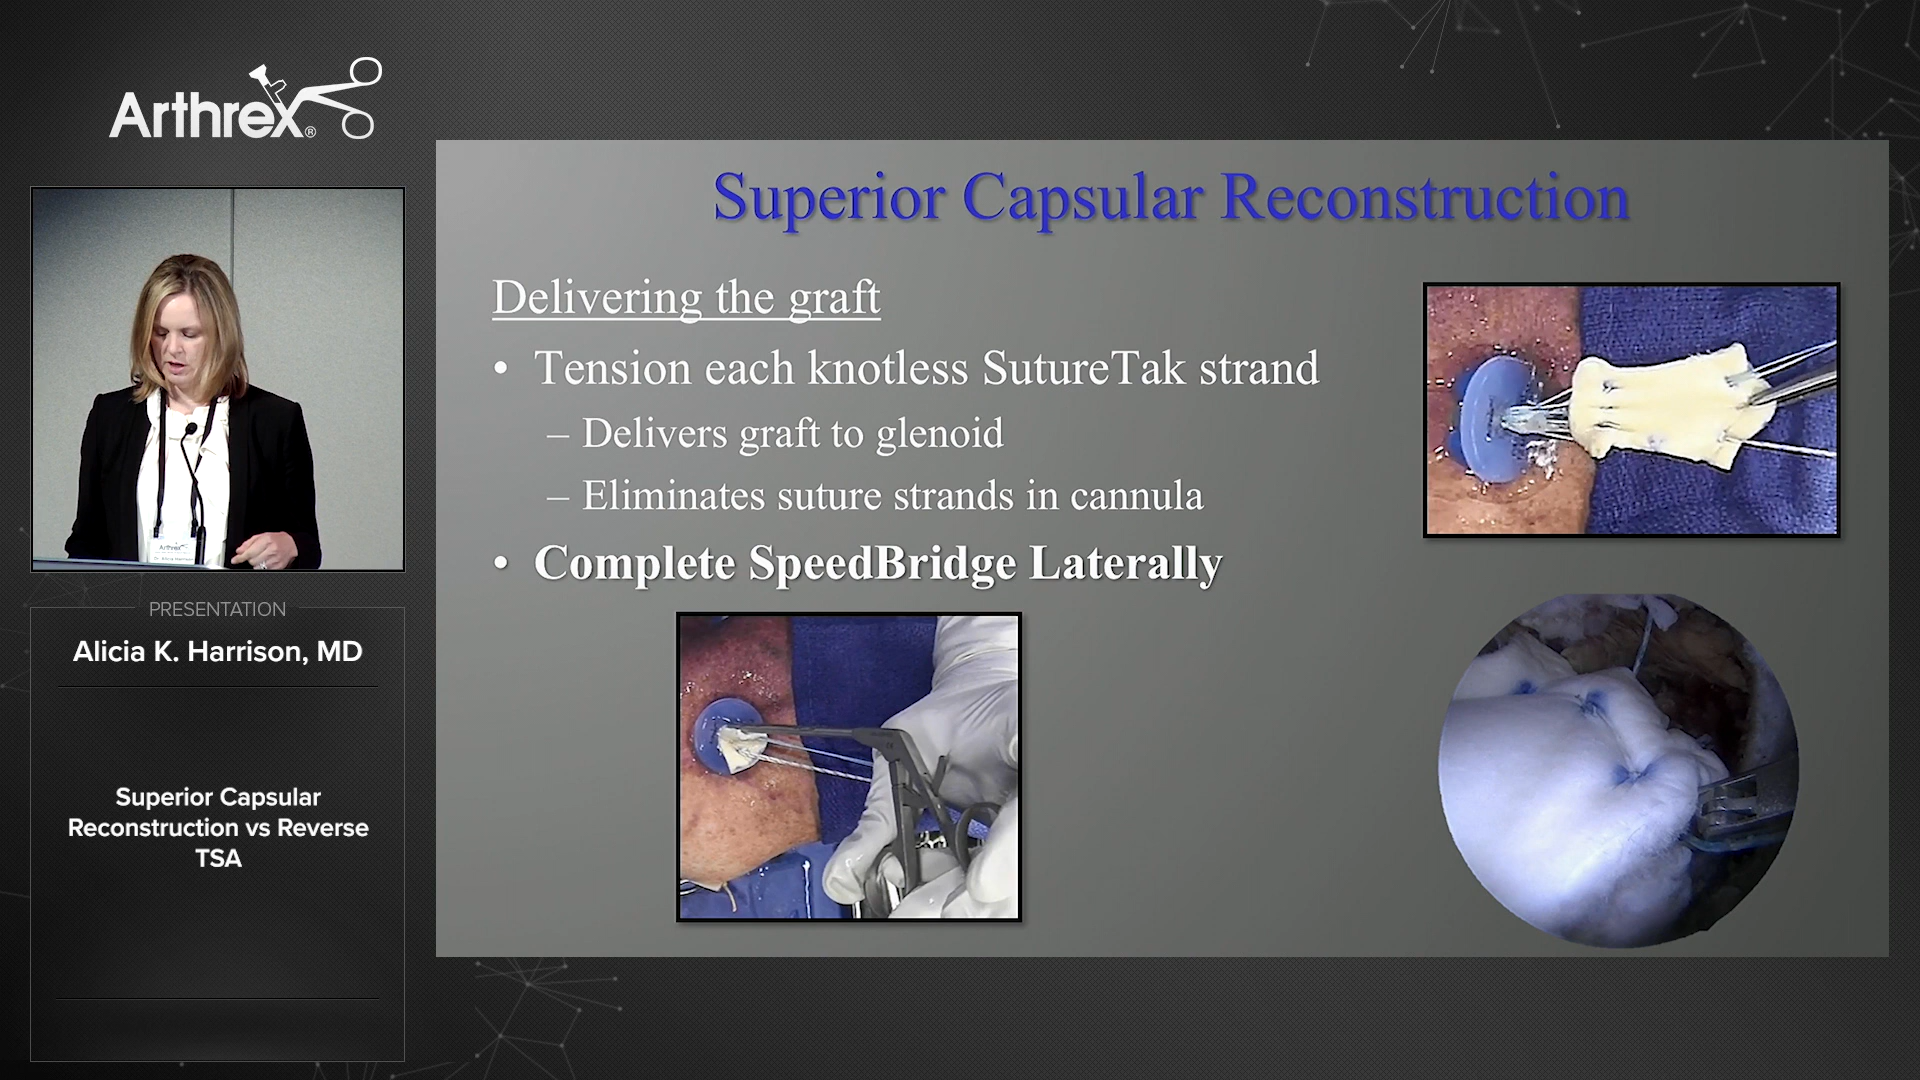 Arthrex®
Arthrex
PRESENTATION
Alicia K. Harrison, MD
Superior Capsular
Reconstruction vs Reverse
TSA
Superior Capsular Reconstruction
Delivering the graft
• Tension each knotless SutureTak strand
– Delivers graft to glenoid
– Eliminates suture strands in cannula
• Complete SpeedBridge Laterally